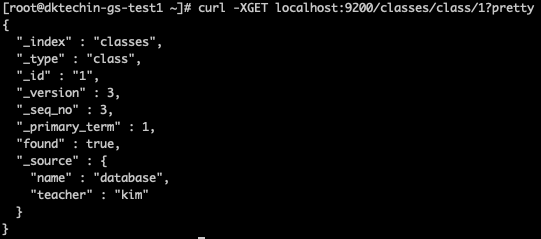 [root@dktechin-gs-test1 ~]# curl -XGET localhost:9200/classes/class/1?pretty
{
  "_index" : "classes",
  "_type" : "class",
  "_id" : "1",
  "_version" : 3,
  "_seq_no" : 3,
  "_primary_term" : 1,
  "found" : true,
  "_source" : {
    "name" : "database",
    "teacher" : "kim"
  }
}